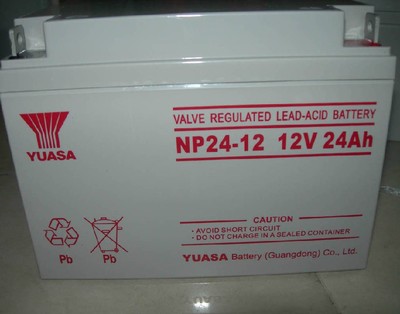 VALVE REGULATED LEAD-ACID BATTERY
YUASA
NP24-12 12V 24Ah
CAUTION
• AVOID SHORT CIRCUIT
• DO NOT CHARGE IN A SEALED CONTAINER
Pb Pb
YUASA Battery (Guangdong) Co., Ltd.